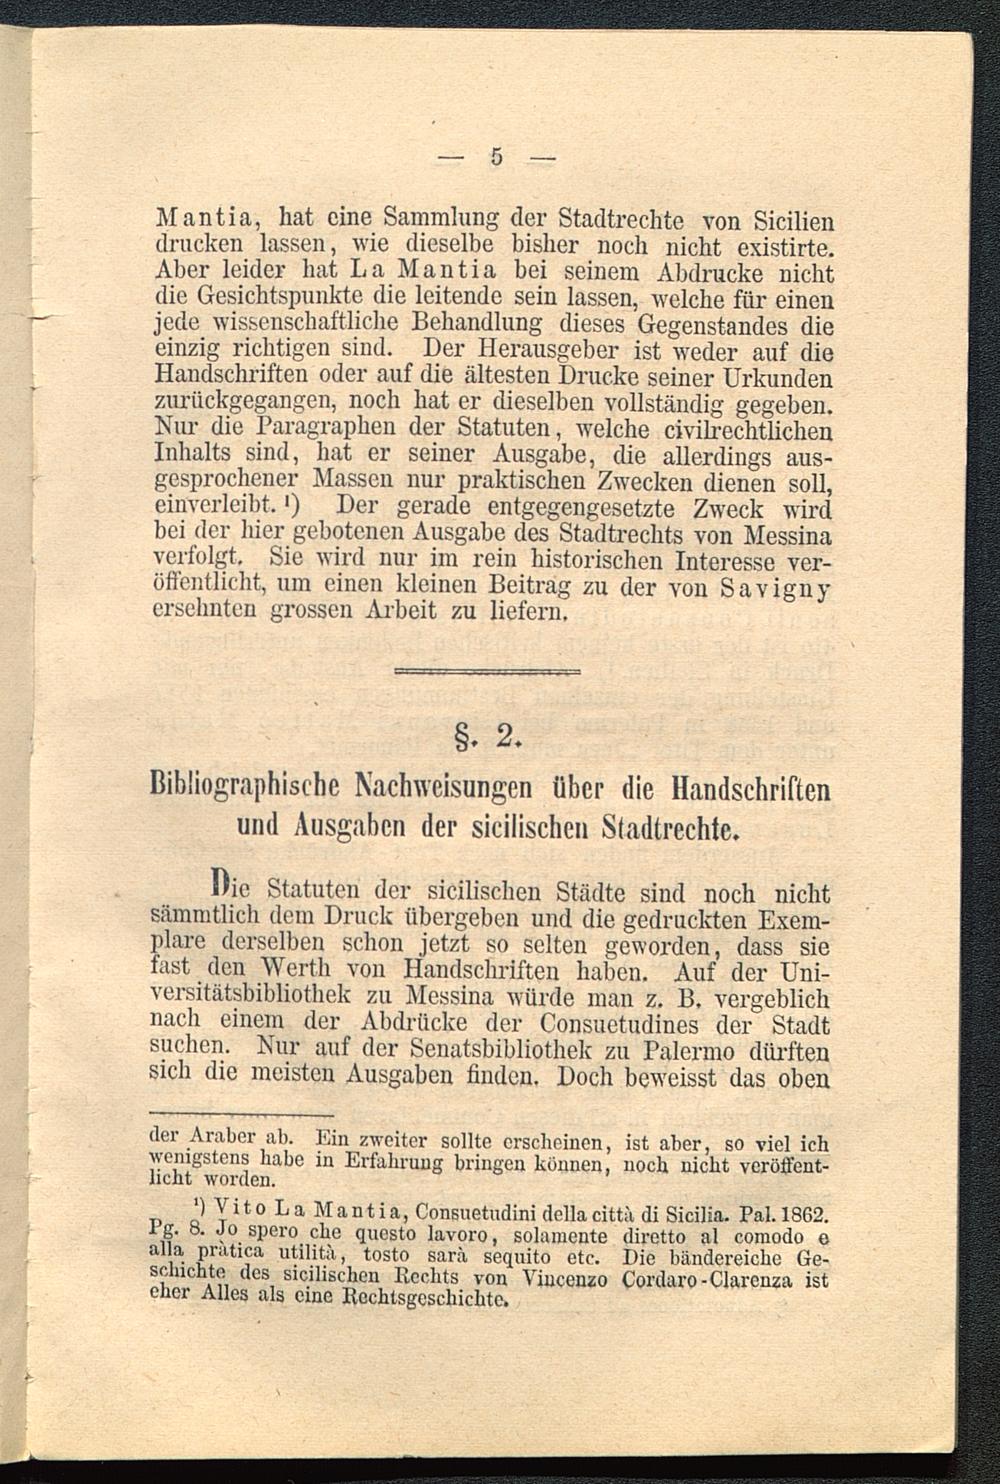 — 5 —
Mantia, hat eine Sammlung der Stadtrechte von Sicilien
drucken lassen, wie dieselbe bisher noch nicht existirte.
Aber leider hat La Mantia bei seinem Abdrucke nicht
die Gesichtspunkte die leitende sein lassen, welche für einen
jede wissenschaftliche Behandlung dieses Gegenstandes die
einzig richtigen sind. Der Herausgeber ist weder auf die
Handschriften oder auf die ältesten Drucke seiner Urkunden
zurückgegangen, noch hat er dieselben vollständig gegeben.
Nur die Paragraphen der Statuten, welche civilrechtlichen
Inhalts sind, hat er seiner Ausgabe, die allerdings aus-
gesprochener Massen nur praktischen Zwecken dienen soll,
einverleibt. ¹) Der gerade entgegengesetzte Zweck wird
bei der hier gebotenen Ausgabe des Stadtrechts von Messina
verfolgt. Sie wird nur im rein historischen Interesse ver-
öffentlicht, um einen kleinen Beitrag zu der von Savigny
ersehnten grossen Arbeit zu liefern.
§. 2.
Bibliographische Nachweisungen über die Handschriften
und Ausgaben der sicilischen Stadtrechte.
Die Statuten der sicilischen Städte sind noch nicht
sämmtlich dem Druck übergeben und die gedruckten Exem-
plare derselben schon jetzt so selten geworden, dass sie
fast den Werth von Handschriften haben. Auf der Uni-
versitätsbibliothek zu Messina würde man z. B. vergeblich
nach einem der Abdrücke der Consuetudines der Stadt
suchen. Nur auf der Senatsbibliothek zu Palermo dürften
sich die meisten Ausgaben finden. Doch beweisst das oben
der Araber ab. Ein zweiter sollte erscheinen, ist aber, so viel ich
wenigstens habe in Erfahrung bringen können, noch nicht veröffent-
licht worden.
¹) Vito La Mantia, Consuetudini della città di Sicilia. Pal. 1862.
Pg. 8. Jo spero che questo lavoro, solamente diretto al comodo e
alla pràtica utilità, tosto sarà sequito etc. Die bändereiche Ge-
schichte des sicilischen Rechts von Vincenzo Cordaro-Clarenza ist
eher Alles als eine Rechtsgeschichte.